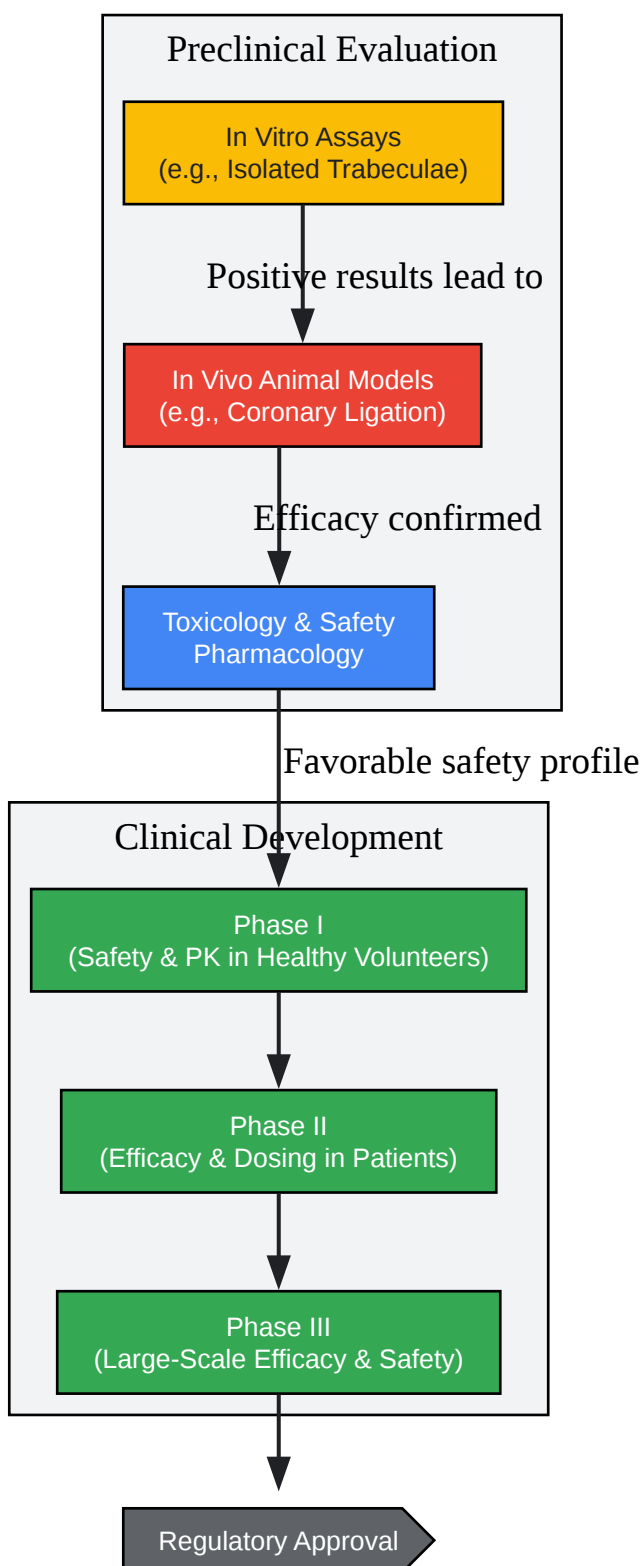 Preclinical Evaluation
In Vitro Assays
(e.g., Isolated Trabeculae)
Positive results lead to
In Vivo Animal Models
(e.g., Coronary Ligation)
Efficacy confirmed
Toxicology & Safety
Pharmacology
Favorable safety profile
Clinical Development
Phase I
(Safety & PK in Healthy Volunteers)
Phase II
(Efficacy & Dosing in Patients)
Phase III
(Large-Scale Efficacy & Safety)
Regulatory Approval